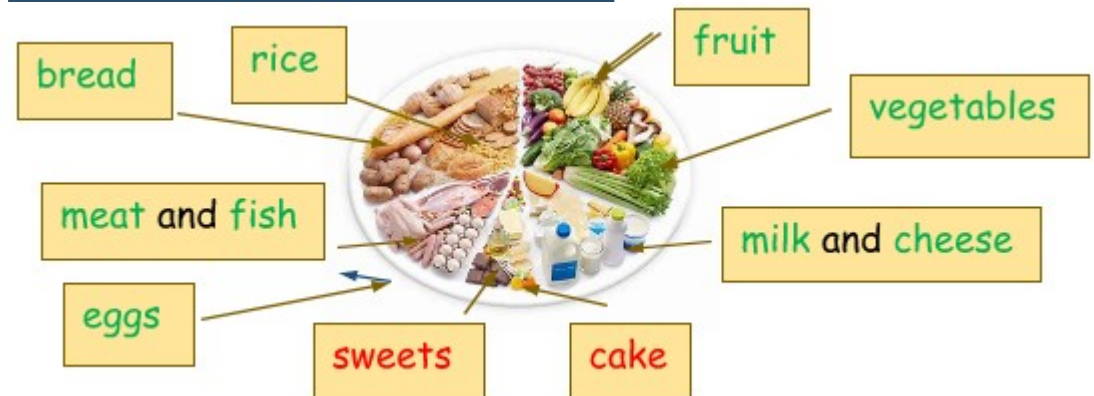 fruit
rice
bread
vegetables
meat and fish
milk and cheese
eggs
sweets
cake